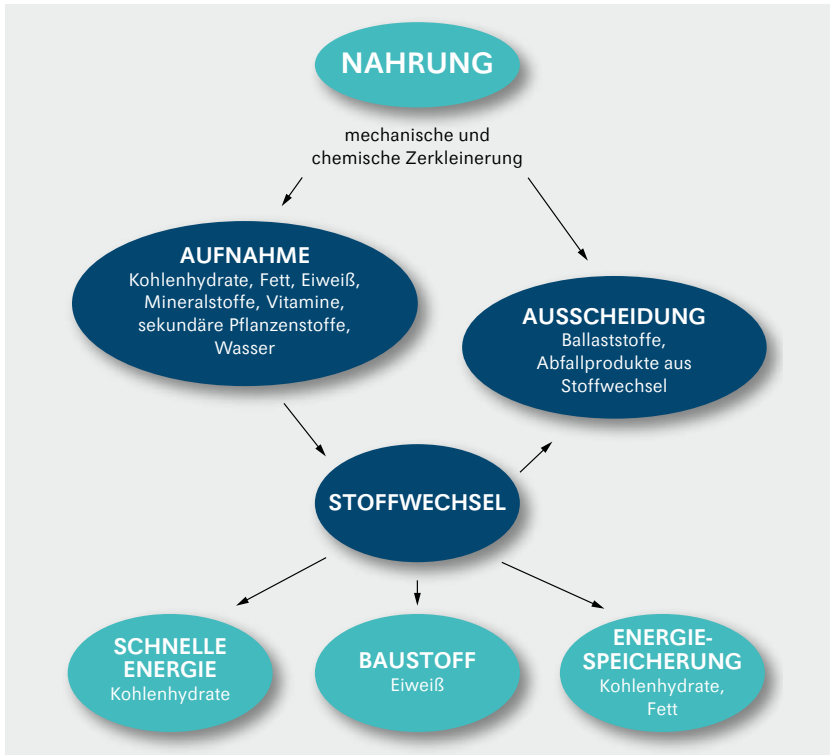 NAHRUNG
mechanische und
chemische Zerkleinerung
AUFNAHME
Kohlenhydrate, Fett, Eiweiß,
Mineralstoffe, Vitamine,
sekundäre Pflanzenstoffe,
Wasser
AUSSCHEIDUNG
Ballaststoffe,
Abfallprodukte aus
Stoffwechsel
STOFFWECHSEL
SCHNELLE
ENERGIE
Kohlenhydrate
BAUSTOFF
Eiweiß
ENERGIE-
SPEICHERUNG
Kohlenhydrate,
Fett